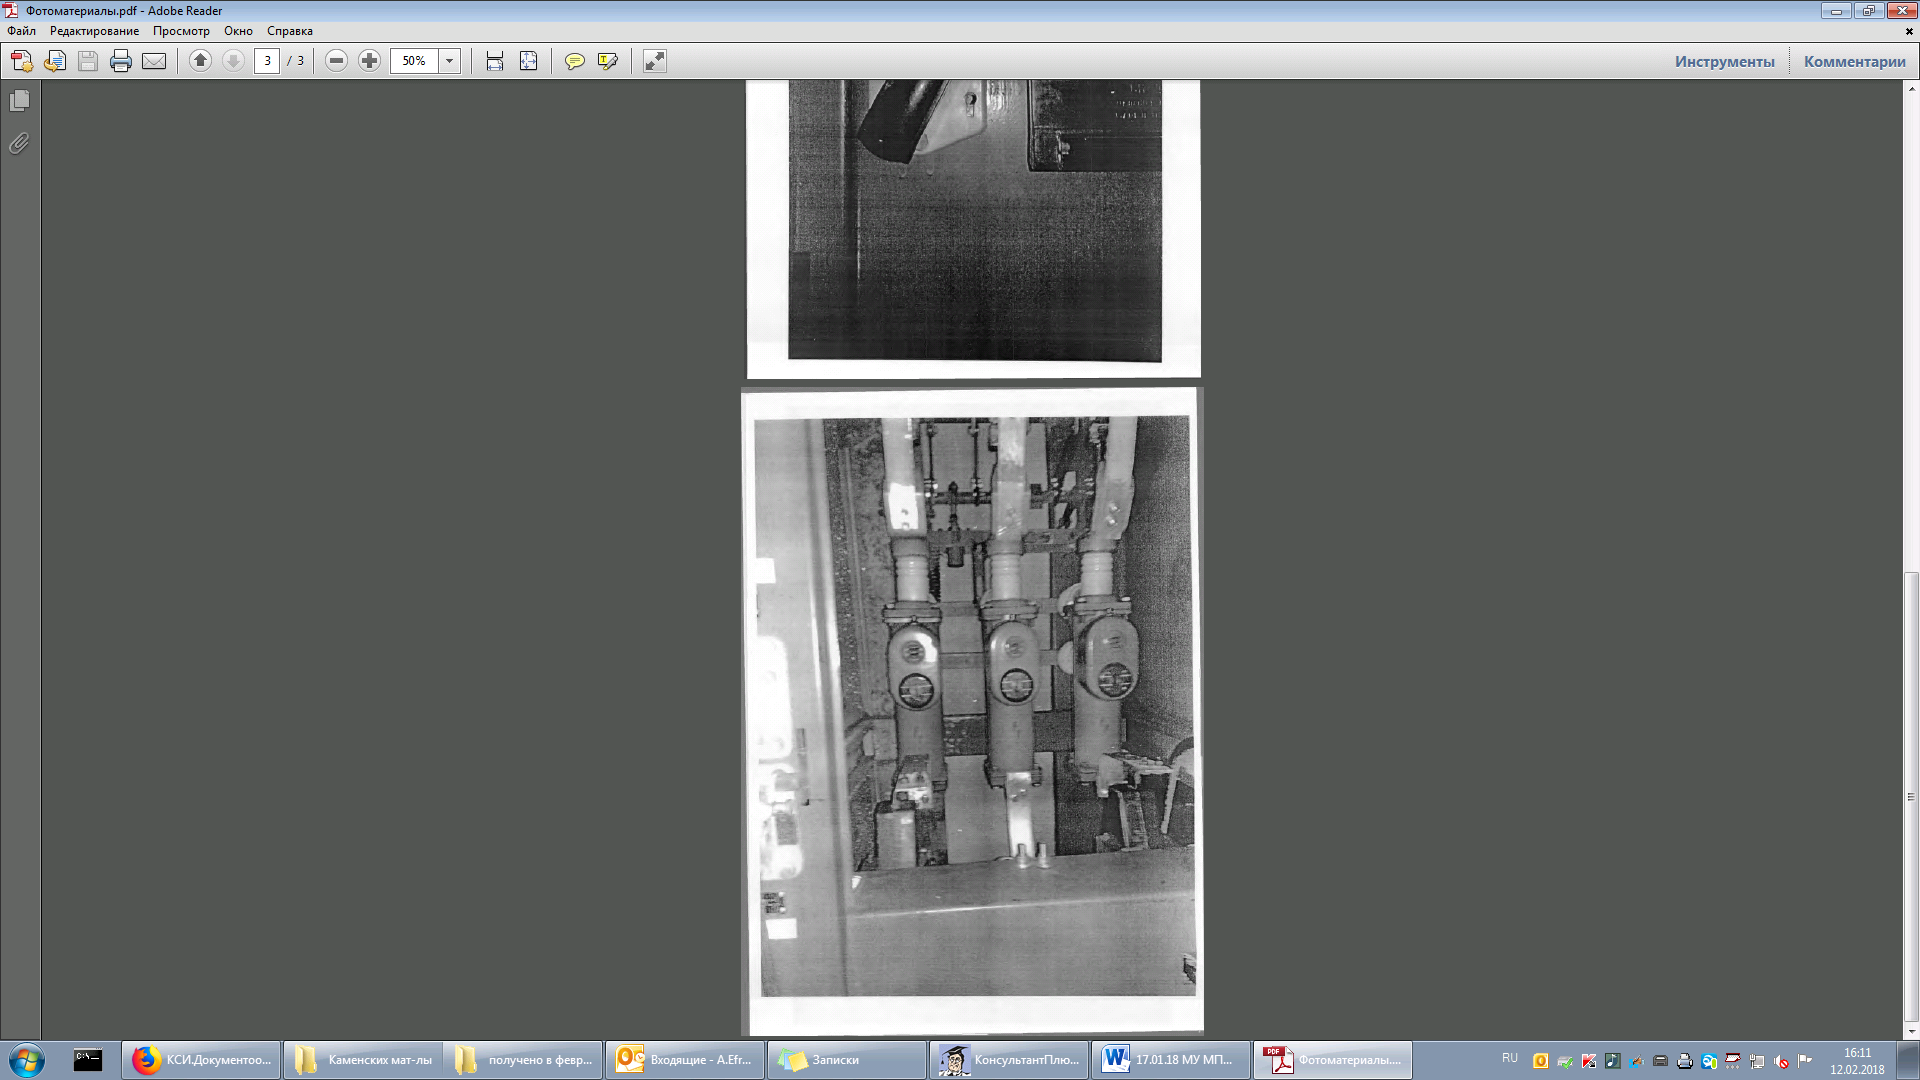 Фотоматериалы.pdf - Adobe Reader
Файл Редактирование Просмотр Окно Справка
3 / 3 50% Инструменты Комментарии
КСИ.Документоо... Каменских мат-лы получено в февр... Входящие - A.Efr... Записки КонсультантПлю... 17.01.18 МУ МП... Фотоматериалы....
RU
16:11
12.02.2018